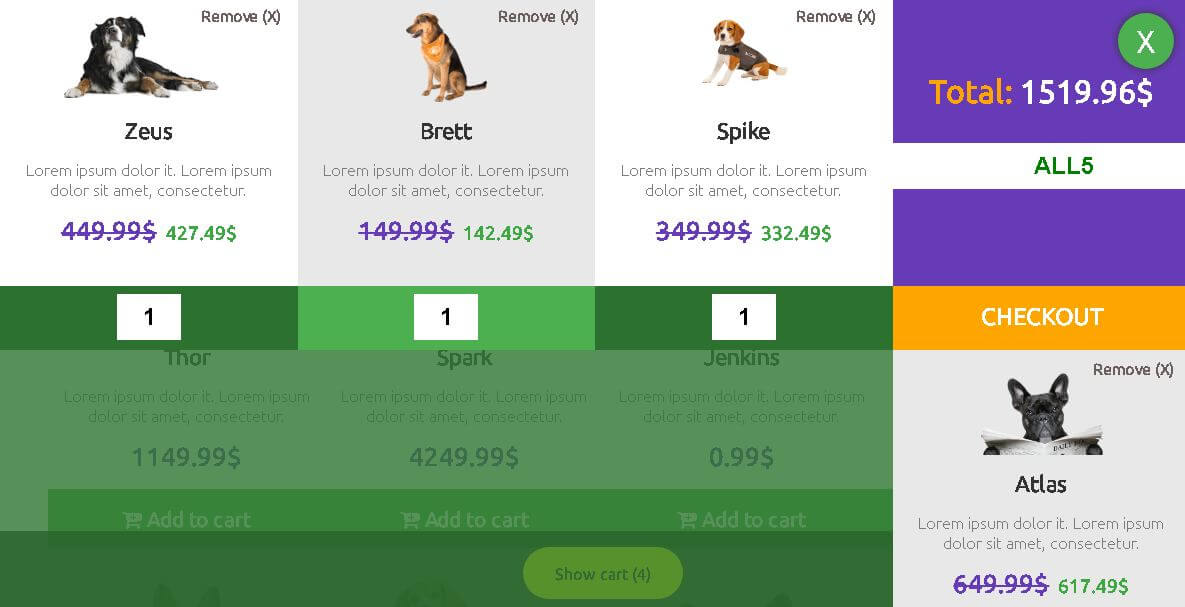 Remove (X)
Zeus
Lorem ipsum dolor it. Lorem ipsum
dolor sit amet, consectetur.
449.99$ 427.49$
1
Remove (X)
Brett
Lorem ipsum dolor it. Lorem ipsum
dolor sit amet, consectetur.
149.99$ 142.49$
1
Remove (X)
Spike
Lorem ipsum dolor it. Lorem ipsum
dolor sit amet, consectetur.
349.99$ 332.49$
1
X
Total: 1519.96$
ALL5
CHECKOUT
Remove (X)
DAILY
Atlas
Lorem ipsum dolor it. Lorem ipsum
dolor sit amet, consectetur.
649.99$ 617.49$
Thor
Lorem ipsum dolor it. Lorem ipsum
dolor sit amet, consectetur.
1149.99$
Add to cart
Spark
Lorem ipsum dolor it. Lorem ipsum
dolor sit amet, consectetur.
4249.99$
Add to cart
Jenkins
Lorem ipsum dolor it. Lorem ipsum
dolor sit amet, consectetur.
0.99$
Add to cart
Show cart (4)